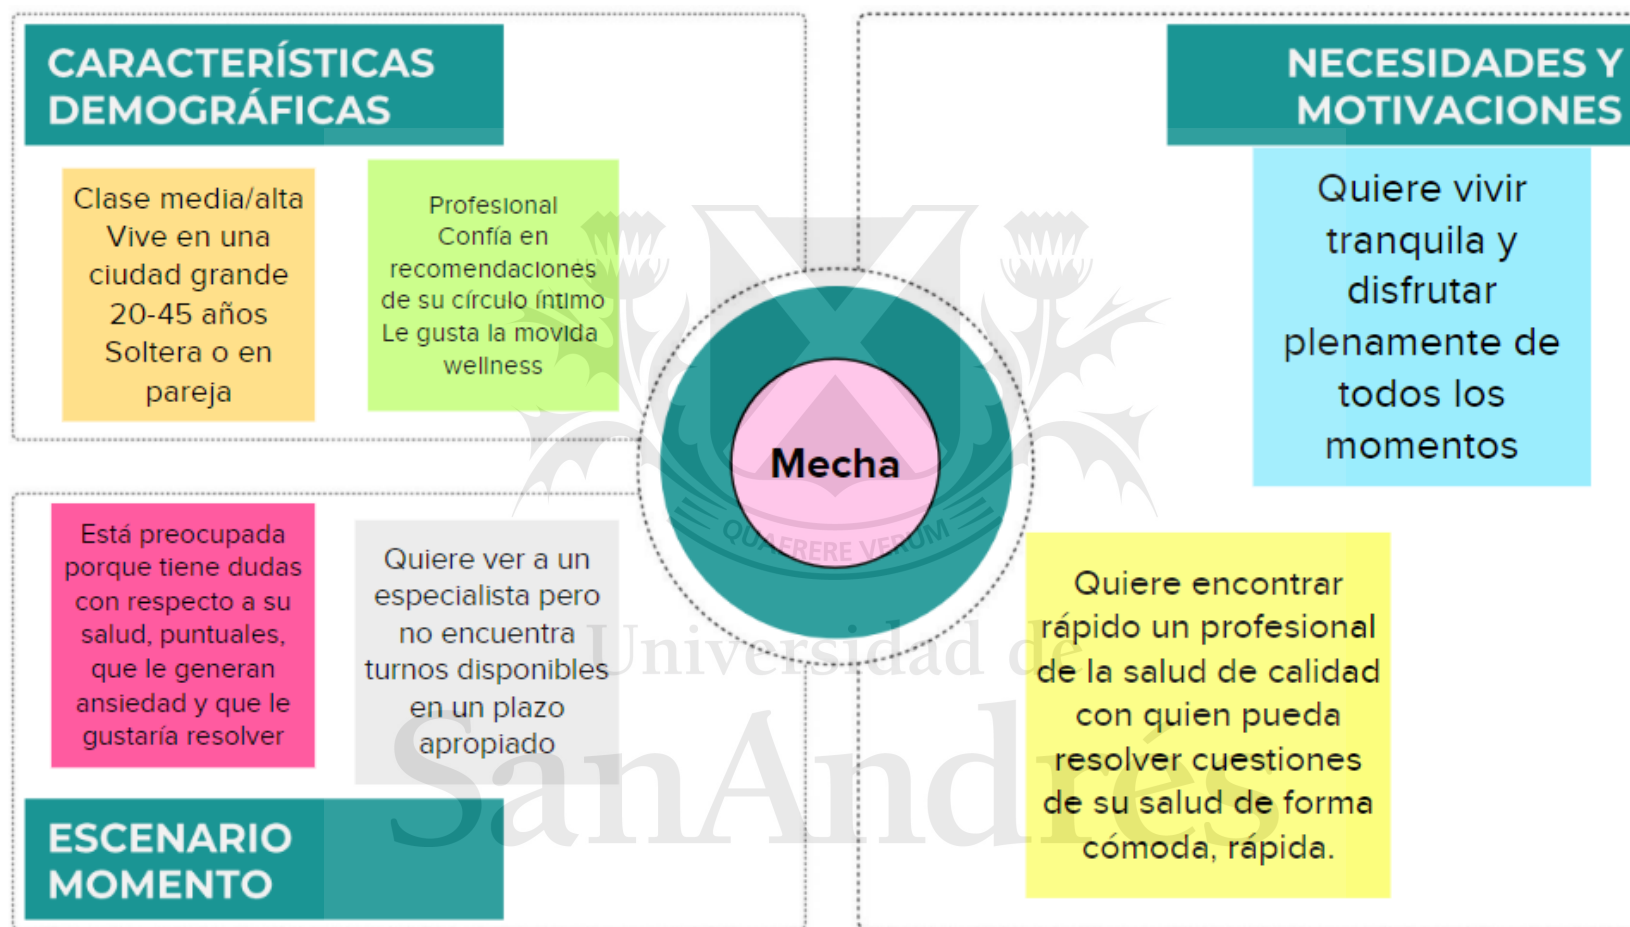 CARACTERÍSTICAS
DEMOGRÁFICAS
Clase media/alta
Vive en una
ciudad grande
20-45 años
Soltera o en
pareja
Profesional
Confía en
recomendaciones
de su círculo íntimo
Le gusta la movida
wellness
NECESIDADES Y
MOTIVACIONES
Quiere vivir
tranquila y
disfrutar
plenamente de
todos los
momentos
Mecha
QUAERERE VERUM
Está preocupada
porque tiene dudas
con respecto a su
salud, puntuales,
que le generan
ansiedad y que le
gustaría resolver
Quiere ver a un
especialista pero
no encuentra
turnos disponibles
en un plazo
apropiado
Quiere encontrar
rápido un profesional
de la salud de calidad
con quien pueda
resolver cuestiones
de su salud de forma
cómoda, rápida.
Universidad de
SanAndrés
ESCENARIO
MOMENTO